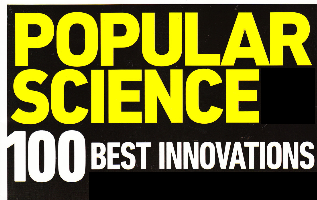 POPULAR
SCIENCE
100 BEST INNOVATIONS